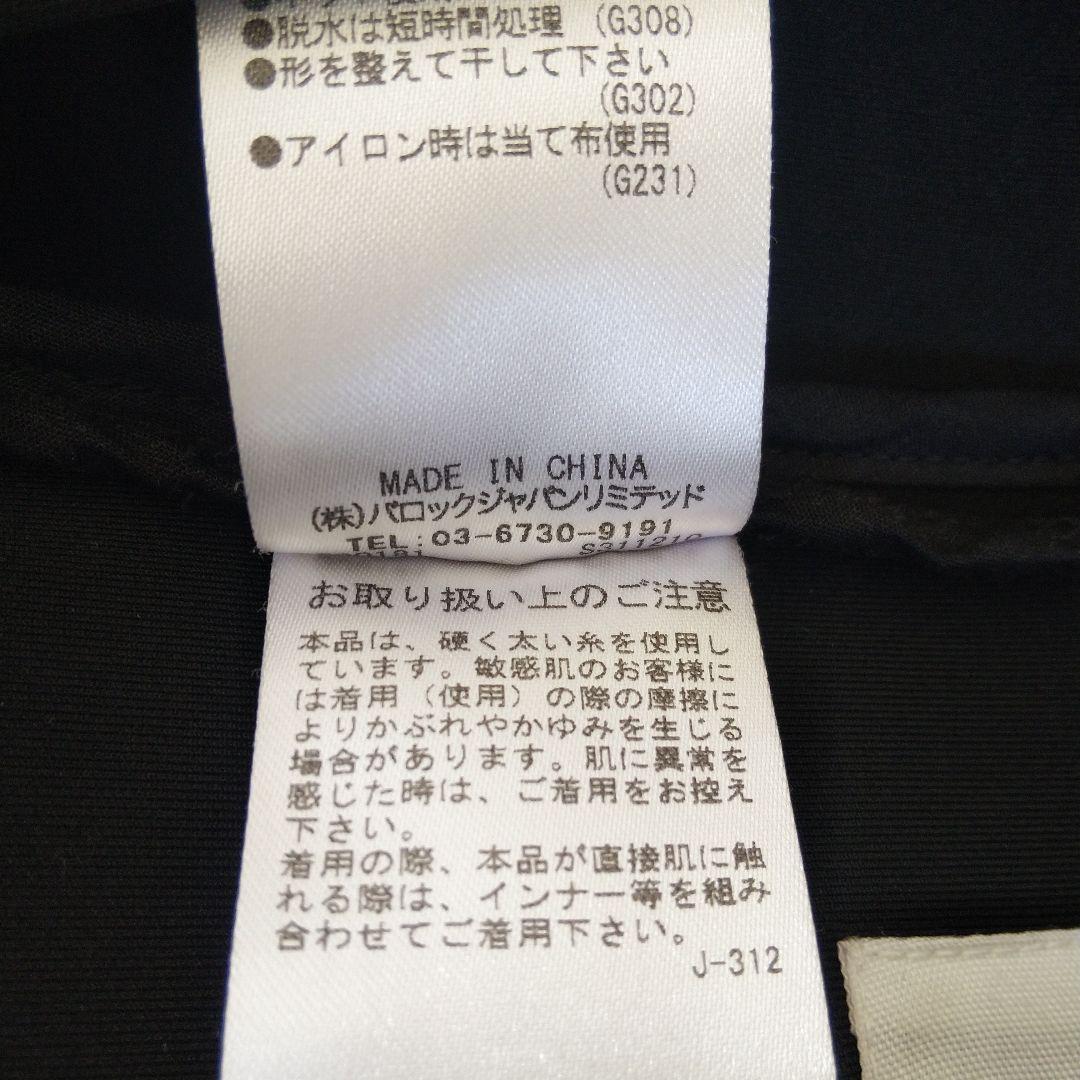 ●脱水は短時間処理 (G308)
●形を整えて干して下さい
(G302)
●アイロン時は当て布使用
(G231)
MADE IN CHINA
(株)バロックジャパンリミテッド
TEL:03-6730-9191
お取り扱い上のご注意
本品は、硬く太い糸を使用し
ています。敏感肌のお客様に
は着用（使用）の際の摩擦に
よりかぶれやかゆみを生じる
場合があります。肌に異常を
感じた時は、ご着用をお控え
下さい。
着用の際、本品が直接肌に触
れる際は、インナー等を組み
合わせてご着用下さい。
J-312